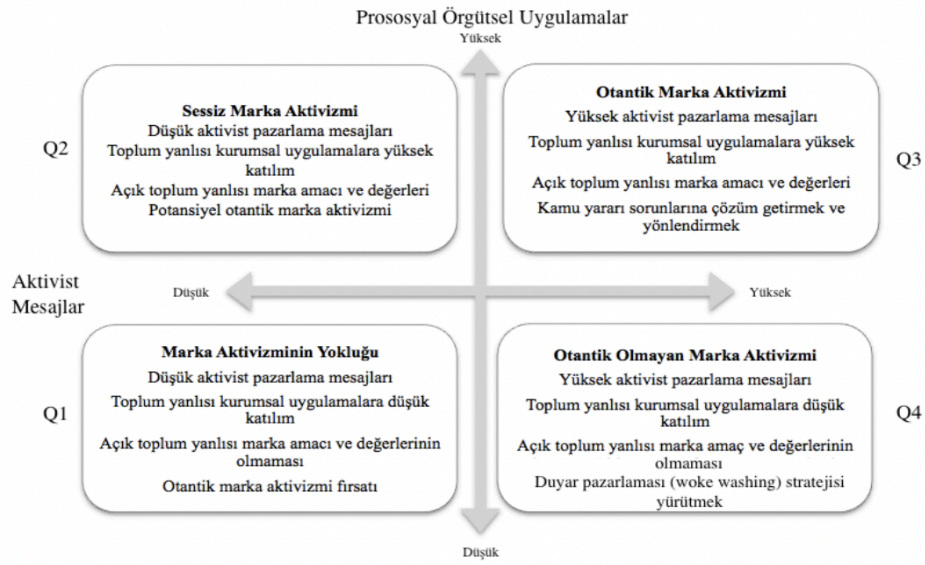 Prososyal Örgütsel Uygulamalar
Yüksek
Q2
Sessiz Marka Aktivizmi
Düşük aktivist pazarlama mesajları
Toplum yanlısı kurumsal uygulamalara yüksek
katılım
Açık toplum yanlısı marka amacı ve değerleri
Potansiyel otantik marka aktivizmi
Otantik Marka Aktivizmi
Yüksek aktivist pazarlama mesajları
Toplum yanlısı kurumsal uygulamalara yüksek
katılım
Açık toplum yanlısı marka amacı ve değerleri
Kamu yararı sorunlarına çözüm getirmek ve
yönlendirmek
Q3
Aktivist
Mesajlar
Düşük
Yüksek
Q1
Marka Aktivizminin Yokluğu
Düşük aktivist pazarlama mesajları
Toplum yanlısı kurumsal uygulamalara düşük
katılım
Açık toplum yanlısı marka amacı ve değerlerinin
olmaması
Otantik marka aktivizmi fırsatı
Otantik Olmayan Marka Aktivizmi
Yüksek aktivist pazarlama mesajları
Toplum yanlısı kurumsal uygulamalara düşük
katılım
Açık toplum yanlısı marka amaç ve değerlerinin
olmaması
Duyar pazarlaması (woke washing) stratejisi
yürütmek
Q4
Düşük